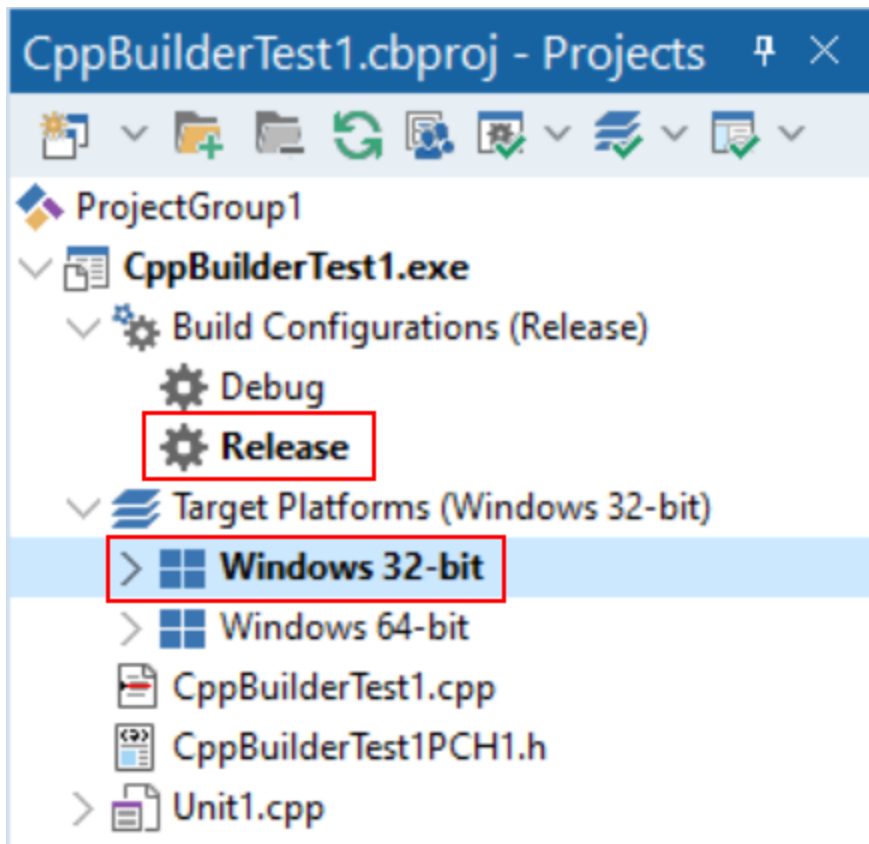 CppBuilderTest1.cbproj - Projects
ProjectGroup1
CppBuilderTest1.exe
Build Configurations (Release)
Debug
Release
Target Platforms (Windows 32-bit)
Windows 32-bit
Windows 64-bit
CppBuilderTest1.cpp
CppBuilderTest1PCH1.h
Unit1.cpp